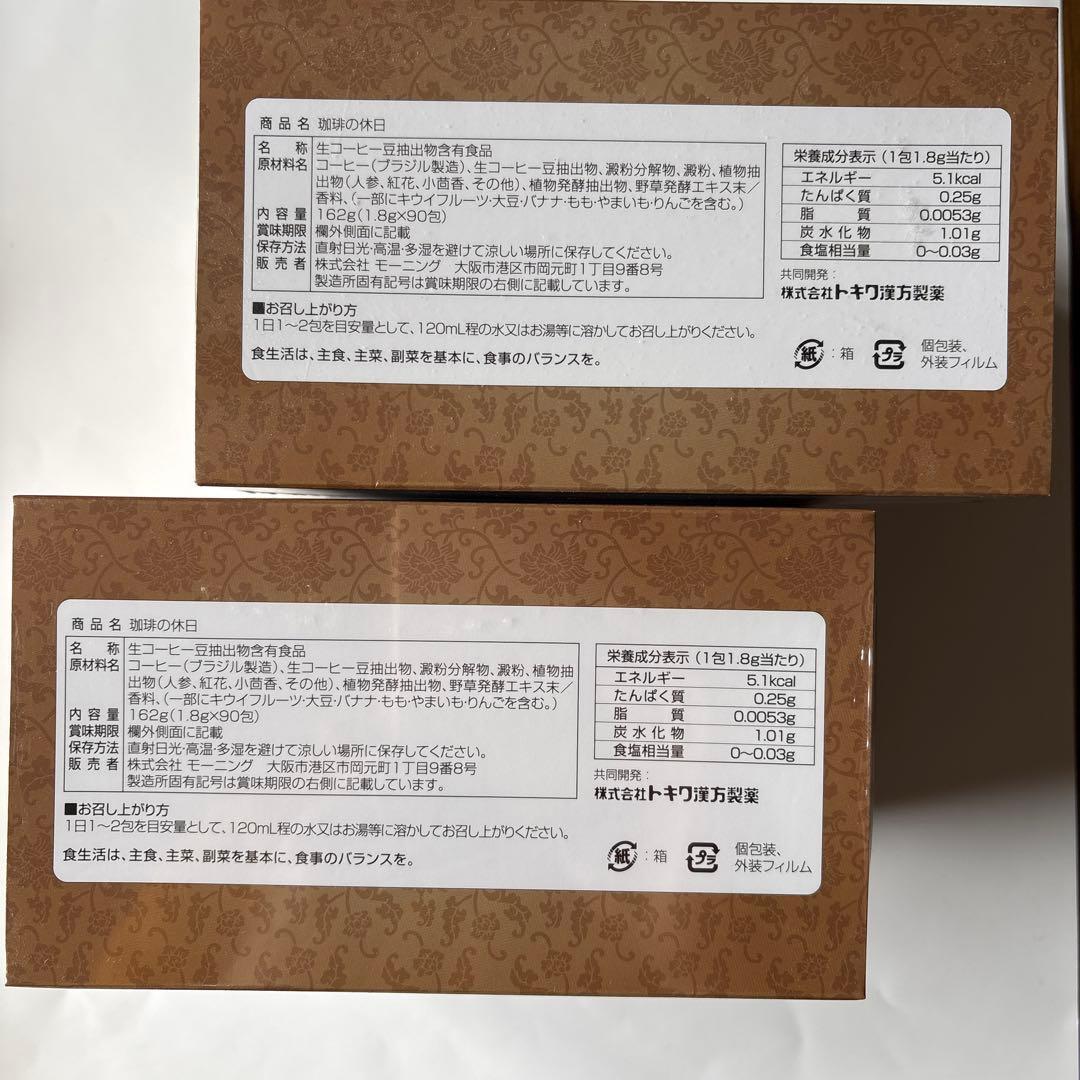 商品名 珈琲の休日
名称 生コーヒー豆抽出物含有食品
原材料名 コーヒー(ブラジル製造)、生コーヒー豆抽出物、澱粉分解物、澱粉、植物抽
出物(人参、紅花、小茴香、その他)、植物発酵抽出物、野草発酵エキス末/
香料、(一部にキウイフルーツ・大豆・バナナ・もも・やまいも・りんごを含む。)
内容量 162g(1.8g×90包)
賞味期限 欄外側面に記載
保存方法 直射日光・高温・多湿を避けて涼しい場所に保存してください。
販売者 株式会社 モーニング 大阪市港区市岡元町1丁目9番8号
製造所固有記号は賞味期限の右側に記載しています。
■お召し上がり方
1日1〜2包を目安量として、120mL程の水又はお湯等に溶かしてお召し上がりください。
食生活は、主食、主菜、副菜を基本に、食事のバランスを。
栄養成分表示(1包1.8g当たり)
エネルギー 5.1kcal
たんぱく質 0.25g
脂質 0.0053g
炭水化物 1.01g
食塩相当量 0〜0.03g
共同開発:
株式会社トキワ漢方製薬
紙:箱 プラ 個包装、
外装フィルム
商品名 珈琲の休日
名称 生コーヒー豆抽出物含有食品
原材料名 コーヒー(ブラジル製造)、生コーヒー豆抽出物、澱粉分解物、澱粉、植物抽
出物(人参、紅花、小茴香、その他)、植物発酵抽出物、野草発酵エキス末/
香料、(一部にキウイフルーツ・大豆・バナナ・もも・やまいも・りんごを含む。)
内容量 162g(1.8g×90包)
賞味期限 欄外側面に記載
保存方法 直射日光・高温・多湿を避けて涼しい場所に保存してください。
販売者 株式会社 モーニング 大阪市港区市岡元町1丁目9番8号
製造所固有記号は賞味期限の右側に記載しています。
■お召し上がり方
1日1〜2包を目安量として、120mL程の水又はお湯等に溶かしてお召し上がりください。
食生活は、主食、主菜、副菜を基本に、食事のバランスを。
栄養成分表示(1包1.8g当たり)
エネルギー 5.1kcal
たんぱく質 0.25g
脂質 0.0053g
炭水化物 1.01g
食塩相当量 0〜0.03g
共同開発:
株式会社トキワ漢方製薬
紙:箱 プラ 個包装、
外装フィルム